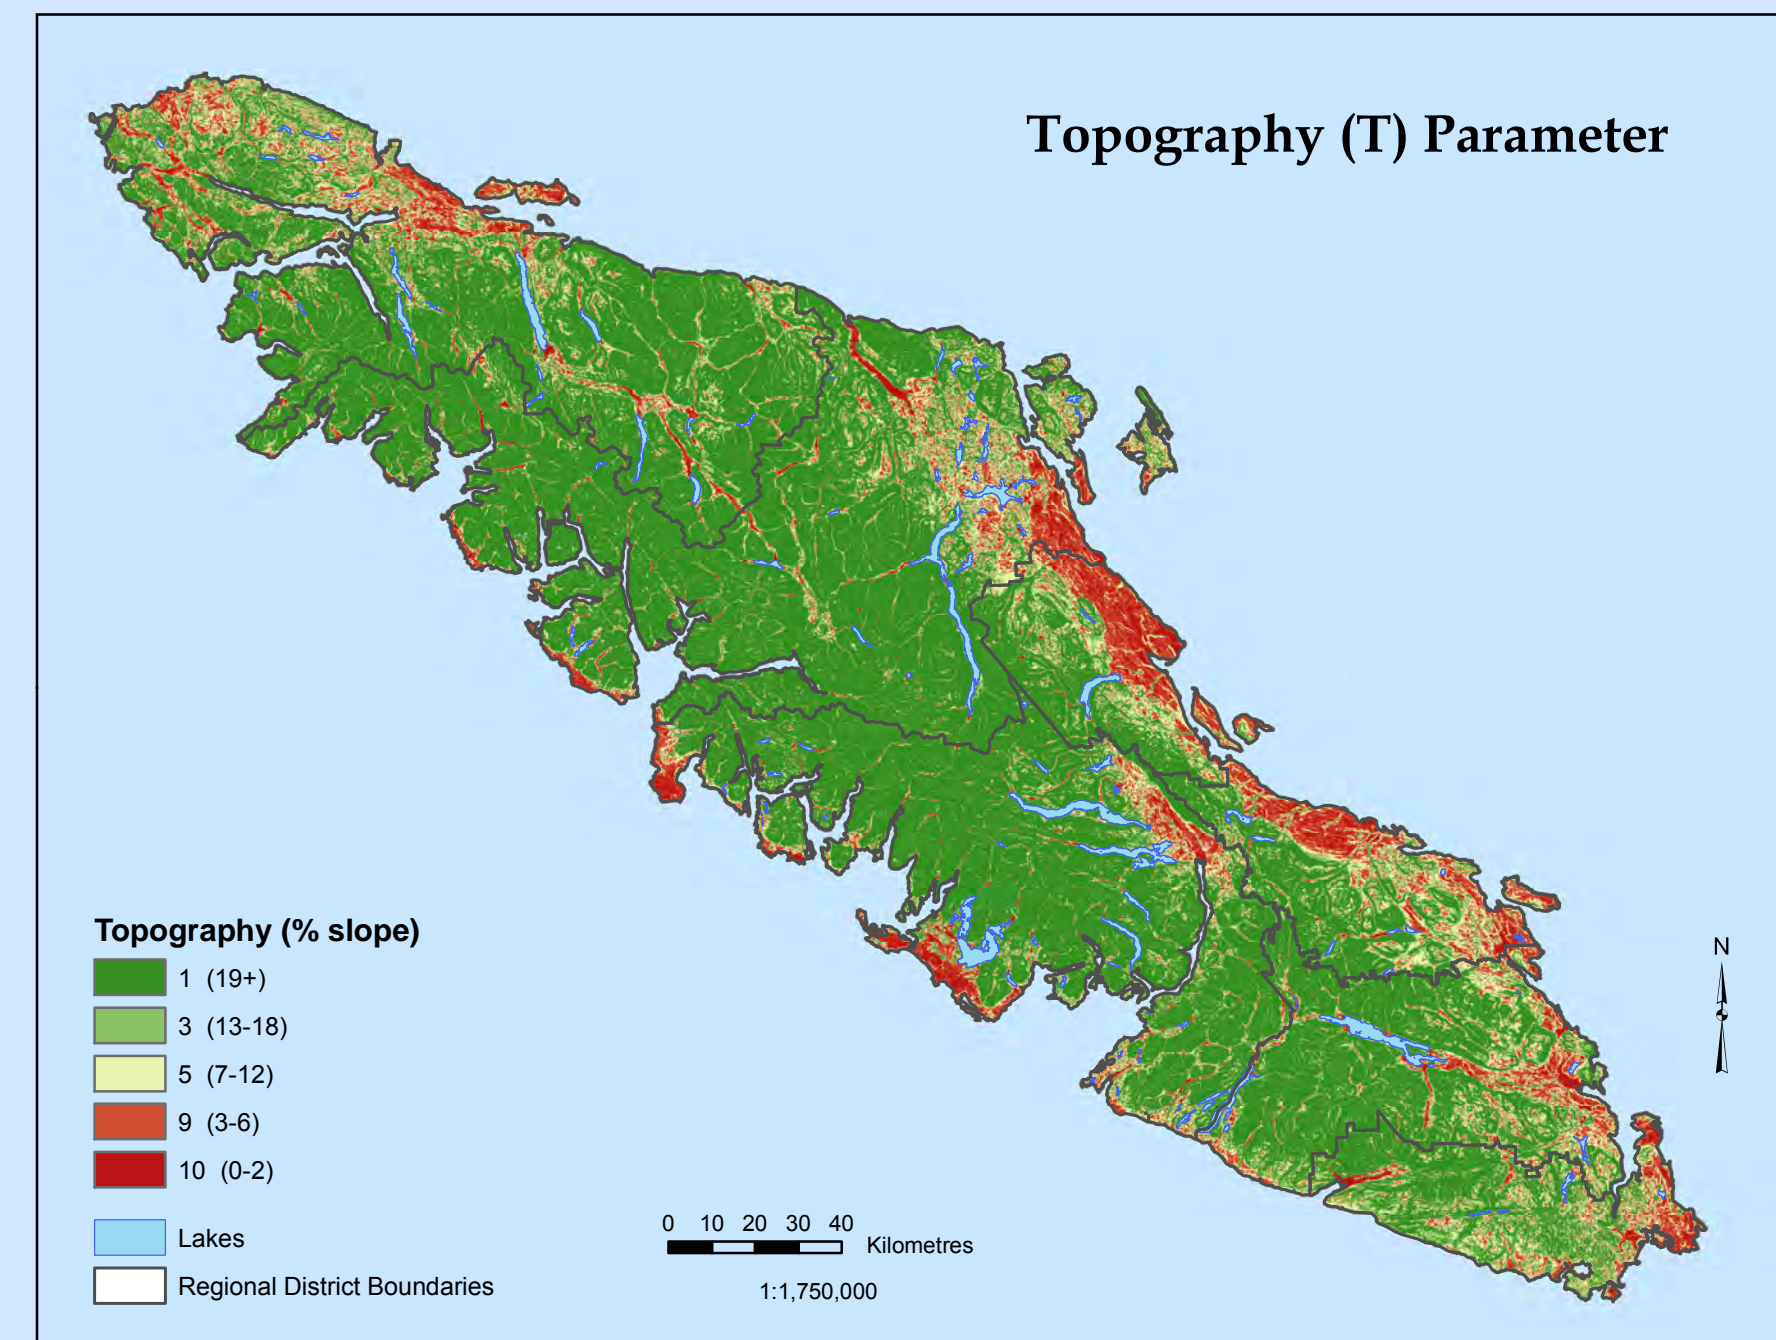 Topography (T) Parameter
Topography (% slope)
1 (19+)
3 (13-18)
5 (7-12)
9 (3-6)
10 (0-2)
Lakes
Regional District Boundaries
0 10 20 30 40
Kilometres
1:1,750,000
N